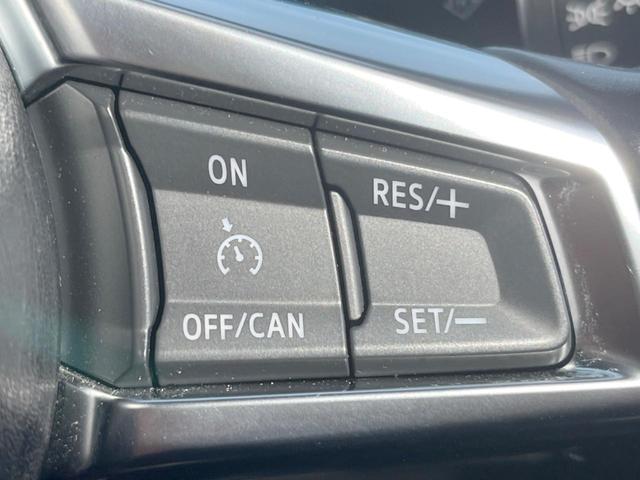 ON
RES/+
OFF/CAN
SET/—